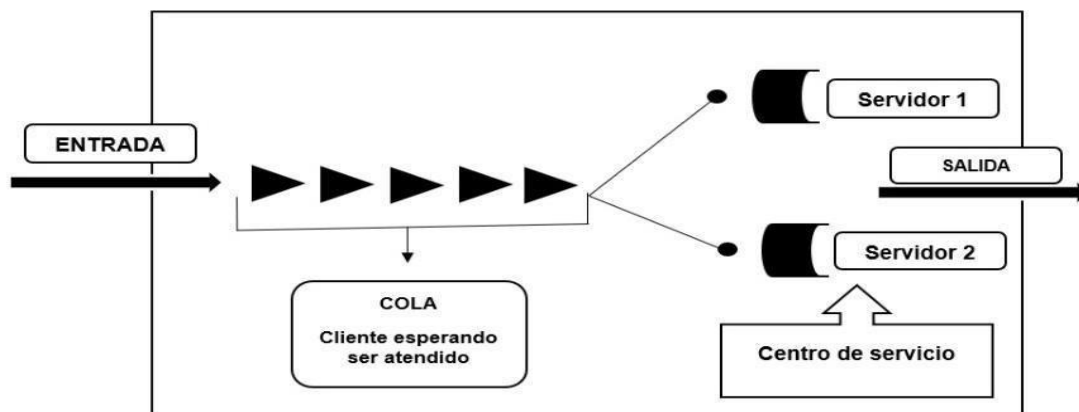 ENTRADA
COLA
Cliente esperando
ser atendido
Servidor 1
SALIDA
Servidor 2
Centro de servicio